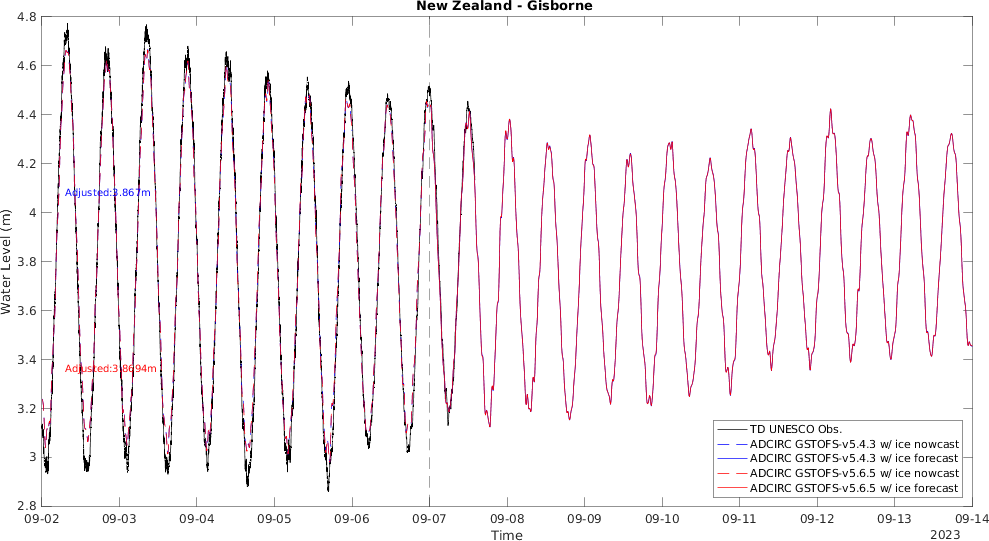 New Zealand - Gisborne
4.8
4.6
4.4
4.2
4
3.8
3.6
3.4
3.2
3
2.8
Water Level (m)
Adjusted:3.867m
Adjusted:3.8694m
TD UNESCO Obs.
ADCIRC GSTOFS-v5.4.3 w/ ice nowcast
ADCIRC GSTOFS-v5.4.3 w/ ice forecast
ADCIRC GSTOFS-v5.6.5 w/ ice nowcast
ADCIRC GSTOFS-v5.6.5 w/ ice forecast
09-02 09-03 09-04 09-05 09-06 09-07 09-08 09-09 09-10 09-11 09-12 09-13 09-14
Time
2023